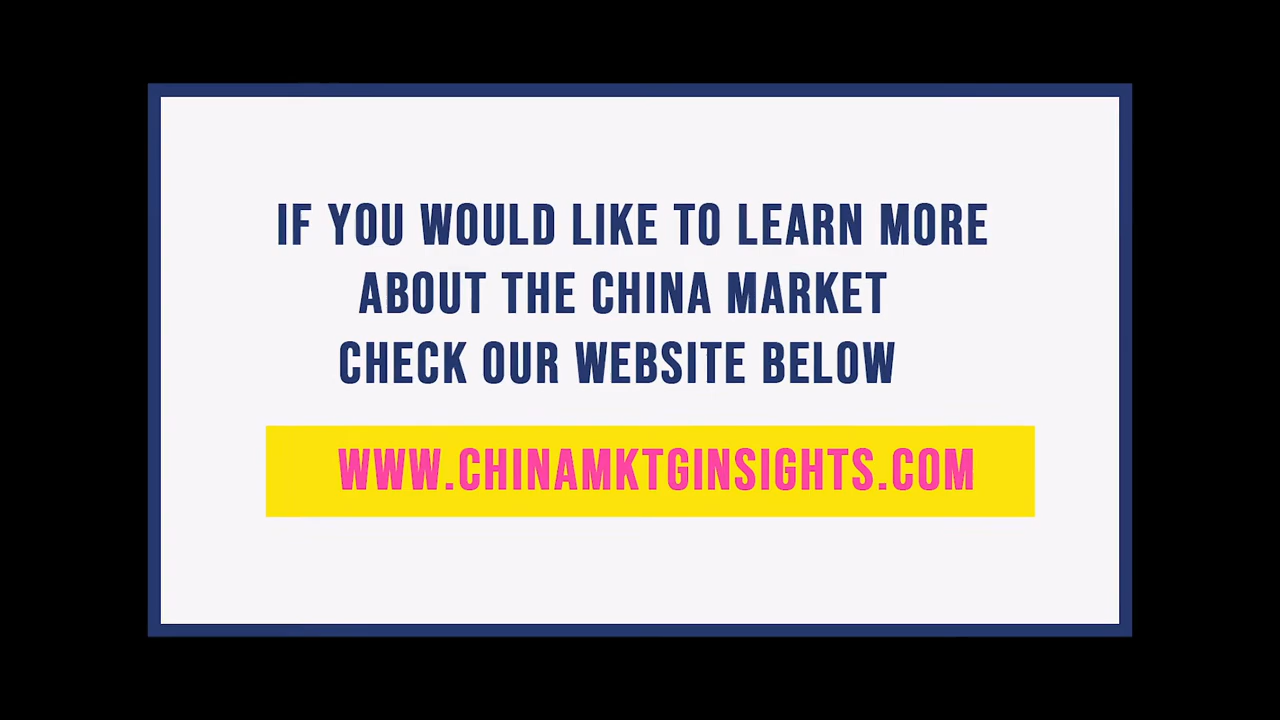 IF YOU WOULD LIKE TO LEARN MORE
ABOUT THE CHINA MARKET
CHECK OUR WEBSITE BELOW
WWW.CHINAMKTGINSIGHTS.COM